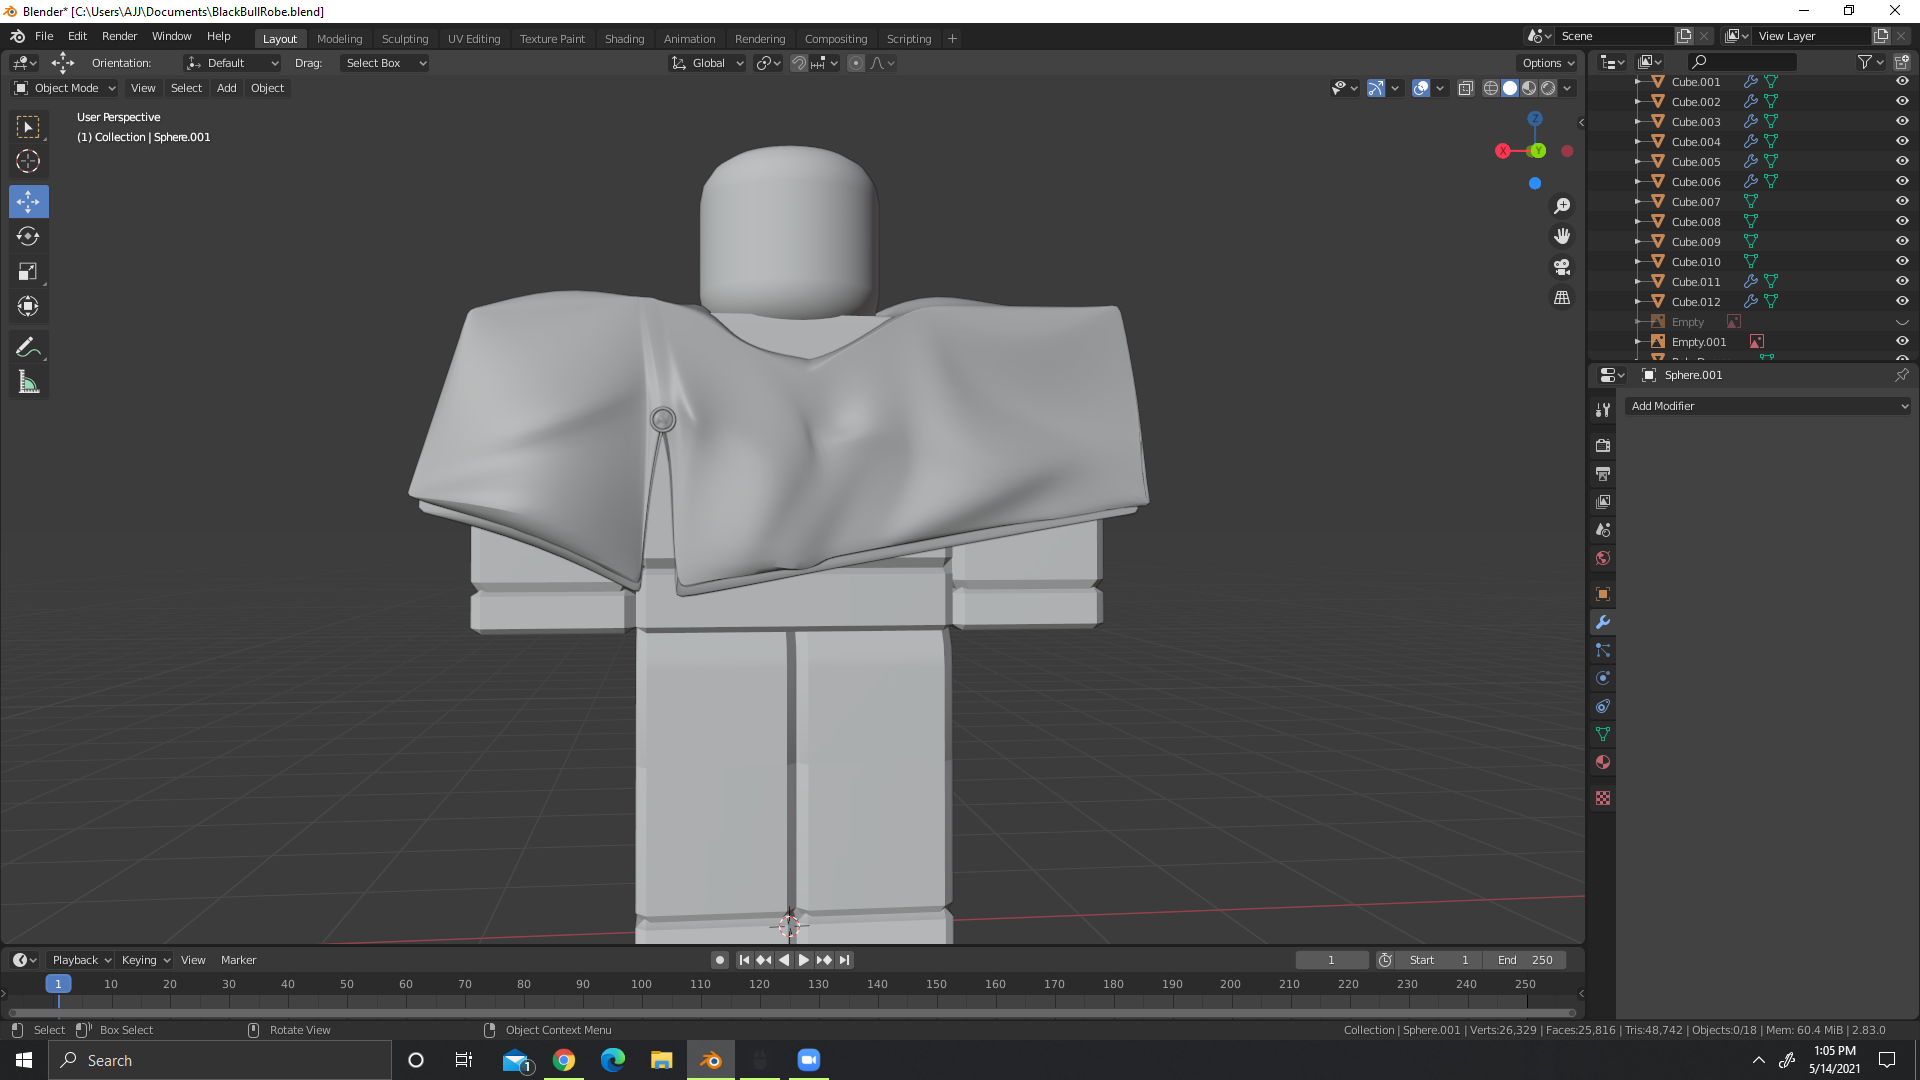 Blender* [C:\Users\AJJ\Documents\BlackBullRobe.blend]
File Edit Render Window Help Layout Modeling Sculpting UV Editing Texture Paint Shading Animation Rendering Compositing Scripting + Scene View Layer
Orientation: Default Drag: Select Box Global Options
Object Mode View Select Add Object
User Perspective
(1) Collection | Sphere.001
Z
X
Y
Cube.001
Cube.002
Cube.003
Cube.004
Cube.005
Cube.006
Cube.007
Cube.008
Cube.009
Cube.010
Cube.011
Cube.012
Empty
Empty.001
Sphere.001
Add Modifier
Playback Keying View Marker 1 Start 1 End 250
1 10 20 30 40 50 60 70 80 90 100 110 120 130 140 150 160 170 180 190 200 210 220 230 240 250
Select Box Select Rotate View Object Context Menu Collection | Sphere.001 | Verts:26,329 | Faces:25,816 | Tris:48,742 | Objects:0/18 | Mem: 60.4 MiB | 2.83.0
Search
1
1:05 PM
5/14/2021